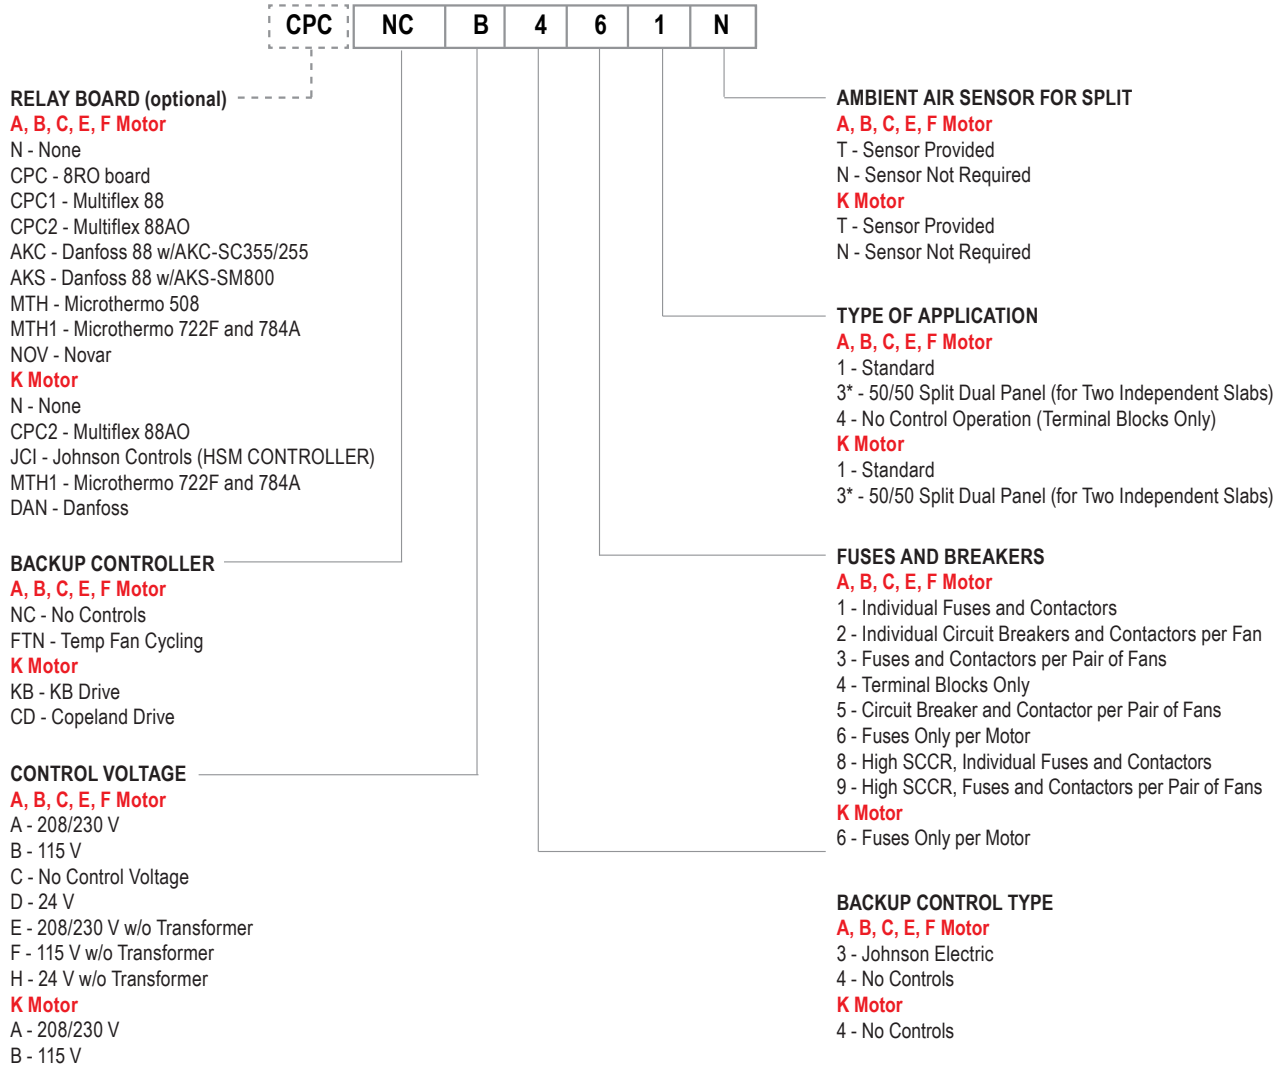 CPC NC B 4 6 1 N
RELAY BOARD (optional)
A, B, C, E, F Motor
N - None
CPC - 8RO board
CPC1 - Multiflex 88
CPC2 - Multiflex 88AO
AKC - Danfoss 88 w/AKC-SC355/255
AKS - Danfoss 88 w/AKS-SM800
MTH - Microthermo 508
MTH1 - Microthermo 722F and 784A
NOV - Novar
K Motor
N - None
CPC2 - Multiflex 88AO
JCI - Johnson Controls (HSM CONTROLLER)
MTH1 - Microthermo 722F and 784A
DAN - Danfoss
BACKUP CONTROLLER
A, B, C, E, F Motor
NC - No Controls
FTN - Temp Fan Cycling
K Motor
KB - KB Drive
CD - Copeland Drive
CONTROL VOLTAGE
A, B, C, E, F Motor
A - 208/230 V
B - 115 V
C - No Control Voltage
D - 24 V
E - 208/230 V w/o Transformer
F - 115 V w/o Transformer
H - 24 V w/o Transformer
K Motor
A - 208/230 V
B - 115 V
AMBIENT AIR SENSOR FOR SPLIT
A, B, C, E, F Motor
T - Sensor Provided
N - Sensor Not Required
K Motor
T - Sensor Provided
N - Sensor Not Required
TYPE OF APPLICATION
A, B, C, E, F Motor
1 - Standard
3* - 50/50 Split Dual Panel (for Two Independent Slabs)
4 - No Control Operation (Terminal Blocks Only)
K Motor
1 - Standard
3* - 50/50 Split Dual Panel (for Two Independent Slabs)
FUSES AND BREAKERS
A, B, C, E, F Motor
1 - Individual Fuses and Contactors
2 - Individual Circuit Breakers and Contactors per Fan
3 - Fuses and Contactors per Pair of Fans
4 - Terminal Blocks Only
5 - Circuit Breaker and Contactor per Pair of Fans
6 - Fuses Only per Motor
8 - High SCCR, Individual Fuses and Contactors
9 - High SCCR, Fuses and Contactors per Pair of Fans
K Motor
6 - Fuses Only per Motor
BACKUP CONTROL TYPE
A, B, C, E, F Motor
3 - Johnson Electric
4 - No Controls
K Motor
4 - No Controls